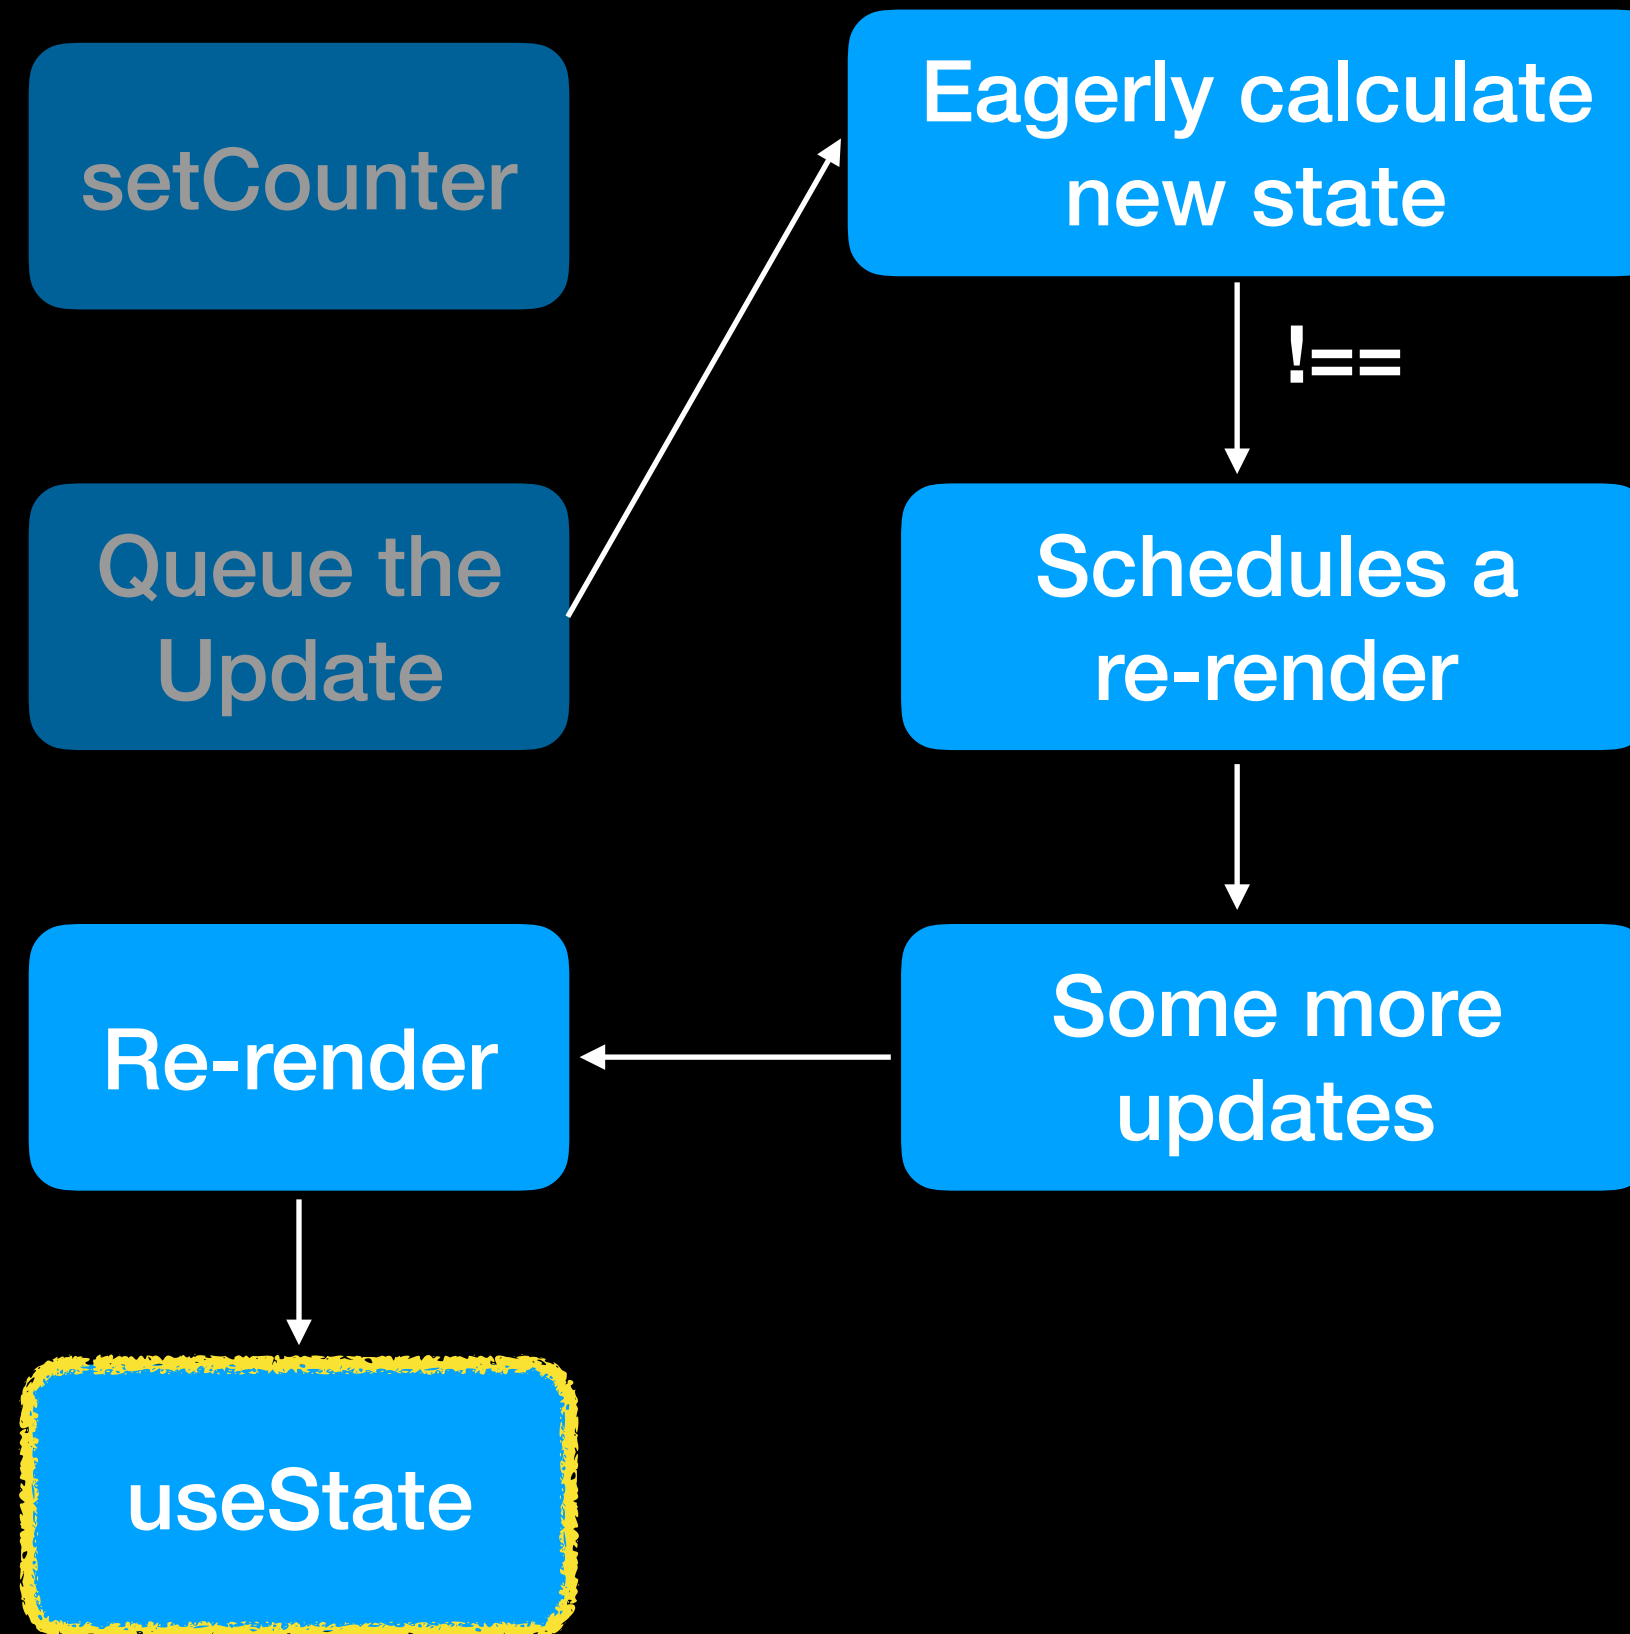 setCounter
Eagerly calculate
new state
!==
Queue the
Update
Schedules a
re-render
Some more
updates
Re-render
useState